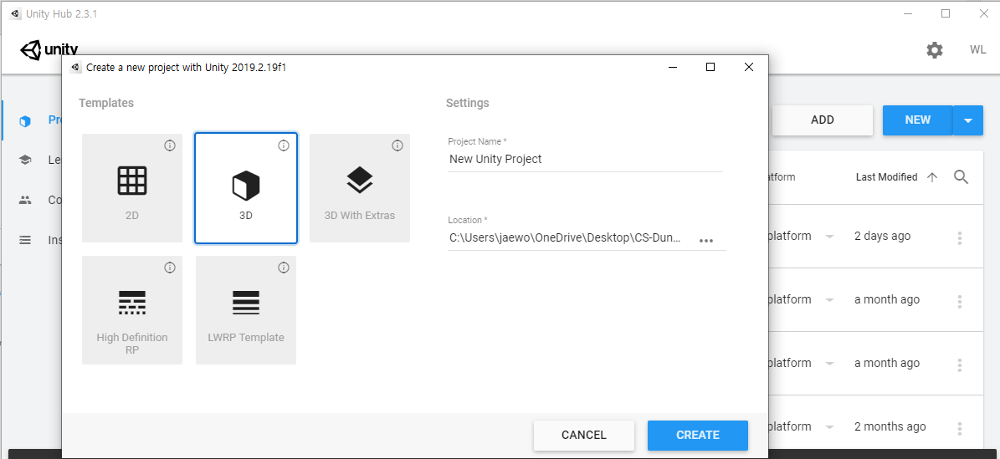 Unity Hub 2.3.1
unity
WL
Create a new project with Unity 2019.2.19f1
Templates
Settings
2D
3D
3D With Extras
High Definition
RP
LWRP Template
Project Name *
New Unity Project
Location *
C:\Users\jaewo\OneDrive\Desktop\CS-Dun...
CANCEL
CREATE
Pr
Le
Co
Ins
ADD
NEW
atform
Last Modified
platform
2 days ago
platform
a month ago
platform
a month ago
platform
2 months ago